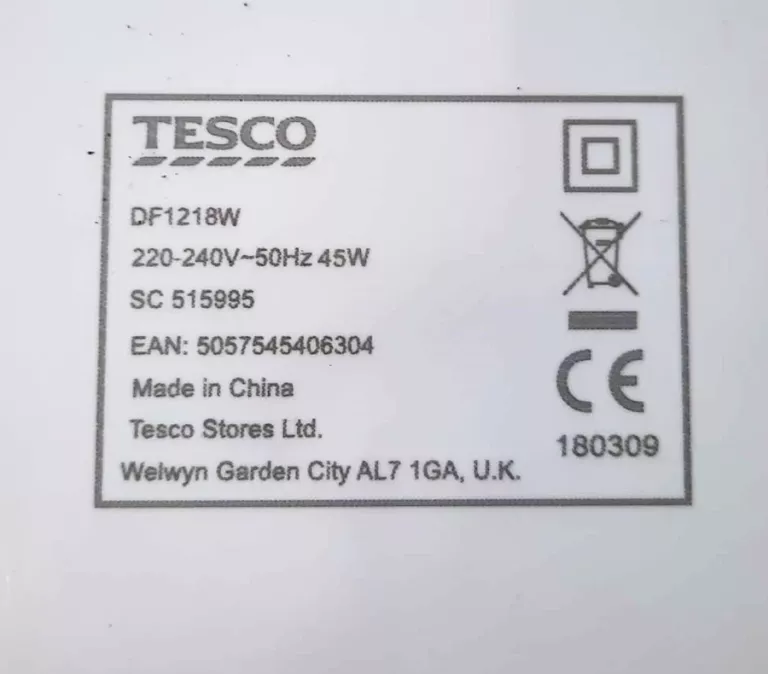 TESCO
DF1218W
220-240V~50Hz 45W
SC 515995
EAN: 5057545406304
Made in China
Tesco Stores Ltd.
Welwyn Garden City AL7 1GA, U.K.
CE
180309